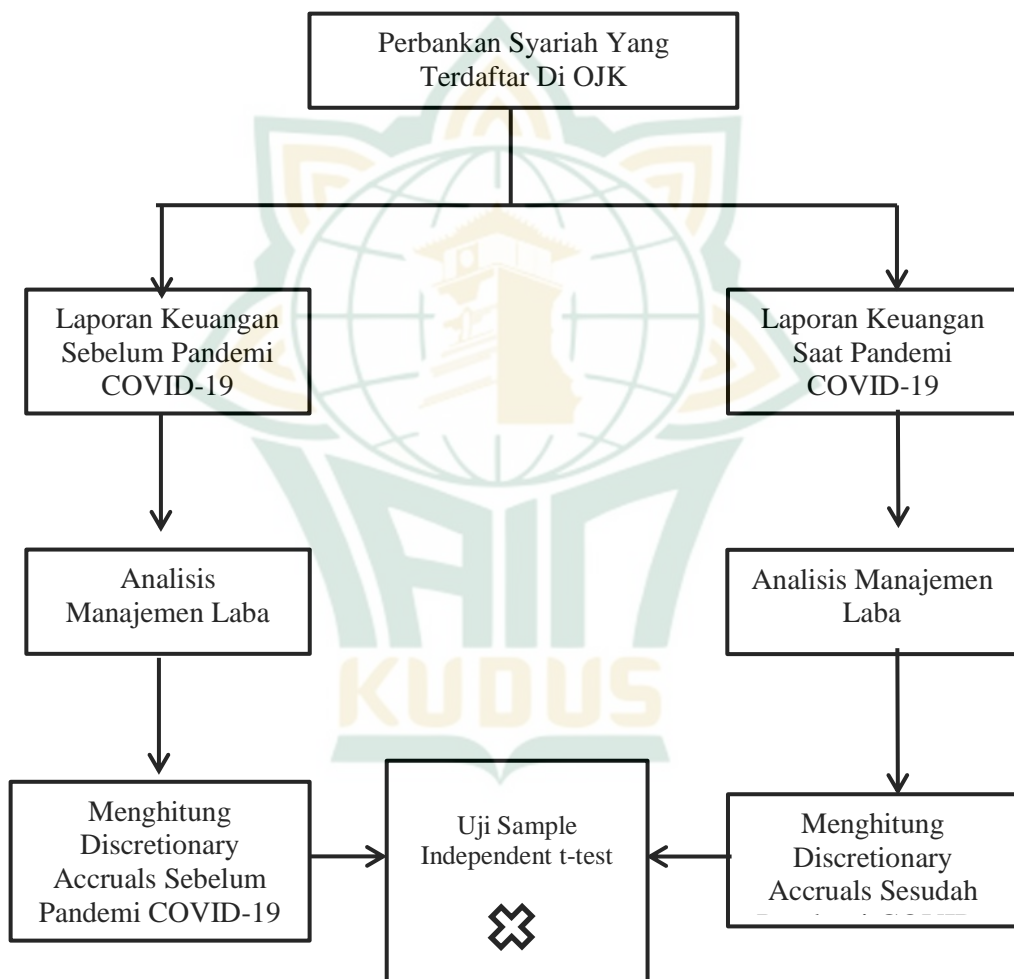 Perbankan Syariah Yang
Terdaftar Di OJK
Laporan Keuangan
Sebelum Pandemi
COVID-19
Laporan Keuangan
Saat Pandemi
COVID-19
Analisis
Manajemen Laba
Analisis Manajemen
Laba
IAIN
KUDUS
Menghitung
Discretionary
Accruals Sebelum
Pandemi COVID-19
Uji Sample
Independent t-test
Menghitung
Discretionary
Accruals Sesudah